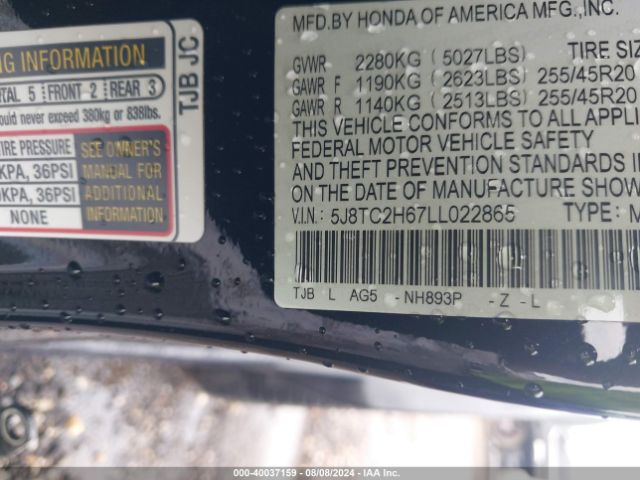 NG INFORMATION
OTAL 5 FRONT 2 REAR 3
ould never exceed 380kg or 838lbs.
TIRE PRESSURE
KPA, 36PSI
KPA, 36PSI
NONE
SEE OWNER'S
MANUAL FOR
ADDITIONAL
INFORMATION
TJB JC
MFD.BY HONDA OF AMERICA MFG.,INC.
GVWR 2280KG (5027LBS) TIRE SIZE
GAWR F 1190KG (2623LBS) 255/45R20
GAWR R 1140KG (2513LBS) 255/45R20
THIS VEHICLE CONFORMS TO ALL APPLI
FEDERAL MOTOR VEHICLE SAFETY
AND THEFT PREVENTION STANDARDS I
ON THE DATE OF MANUFACTURE SHOW
V.I.N.: 5J8TC2H67LL022865 TYPE: M
TJB L AG5 -NH893P -Z -L
000-40037159 — 08/08/2024 — IAA Inc.